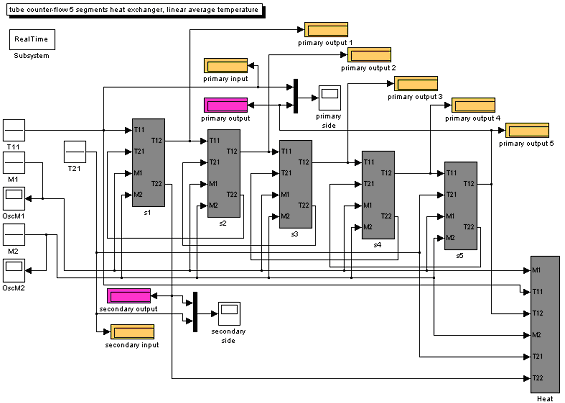 tube counter-flow 5 segments heat exchanger, linear average temperature
RealTime
Subsystem
primary output 1
primary input
primary output 2
primary output
primary side
primary output 3
primary output 4
primary output 5
T11
T21
M1
OscM1
M2
OscM2
T11
T12
T21
M1
T22
M2
s1
T11
T12
T21
M1
T22
M2
s2
T11
T12
T21
M1
T22
M2
s3
T11
T12
T21
M1
T22
M2
s4
T11
T12
T21
M1
T22
M2
s5
secondary output
secondary input
secondary side
M1
T11
T12
M2
T21
T22
Heat